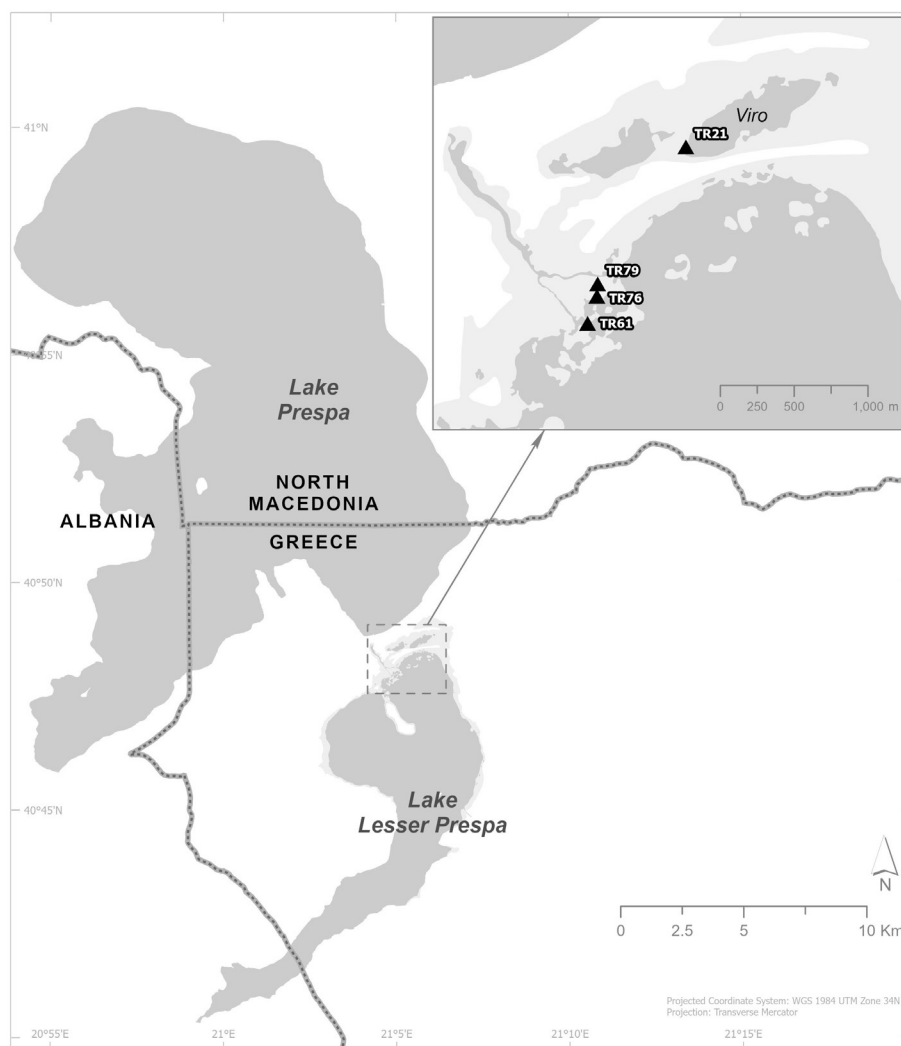 Viro
TR21
TR79
TR76
TR61
0 250 500 1,000 m
41°N
40°55'N
Lake
Prespa
NORTH
MACEDONIA
ALBANIA
GREECE
40°50'N
40°45'N
Lake
Lesser Prespa
N
0 2.5 5 10 Km
Projected Coordinate System: WGS 1984 UTM Zone 34N
Projection: Transverse Mercator
20°55'E 21°E 21°5'E 21°10'E 21°15'E